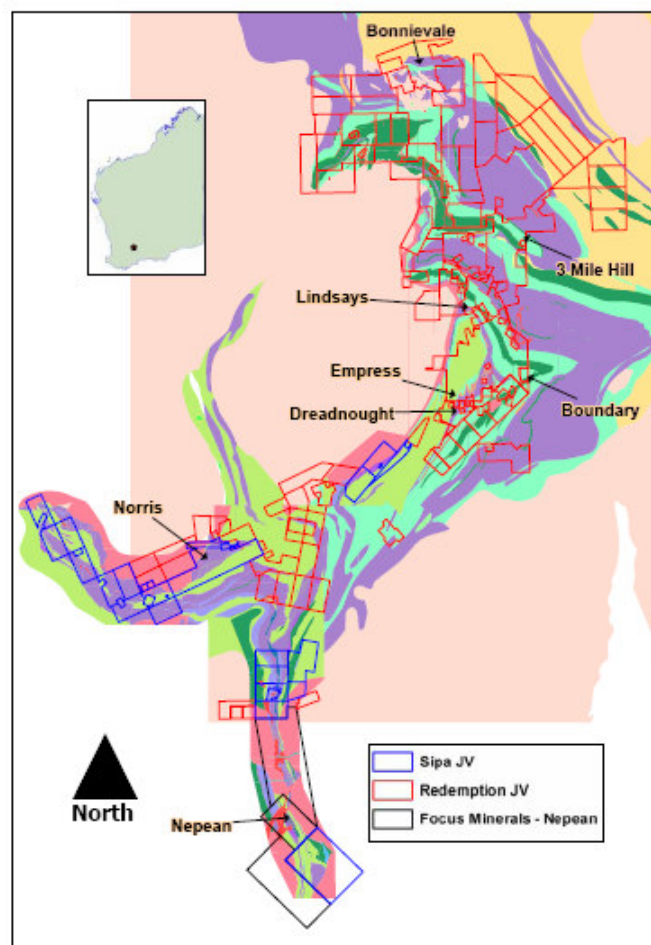 Bonnievale
3 Mile Hill
Lindsays
Empress
Dreadnought
Boundary
Norris
Sipa JV
Redemption JV
Focus Minerals - Nepean
North
Nepean